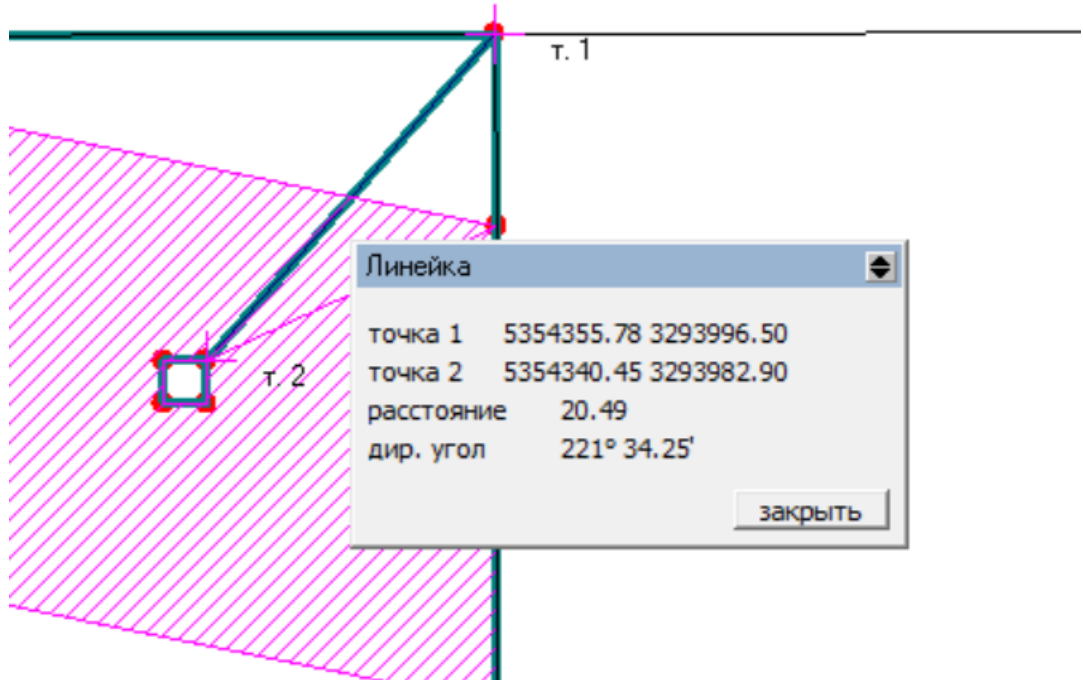 т. 1
Линейка
точка 1 5354355.78 3293996.50
точка 2 5354340.45 3293982.90
т. 2
расстояние 20.49
дир. угол 221° 34.25'
закрыть